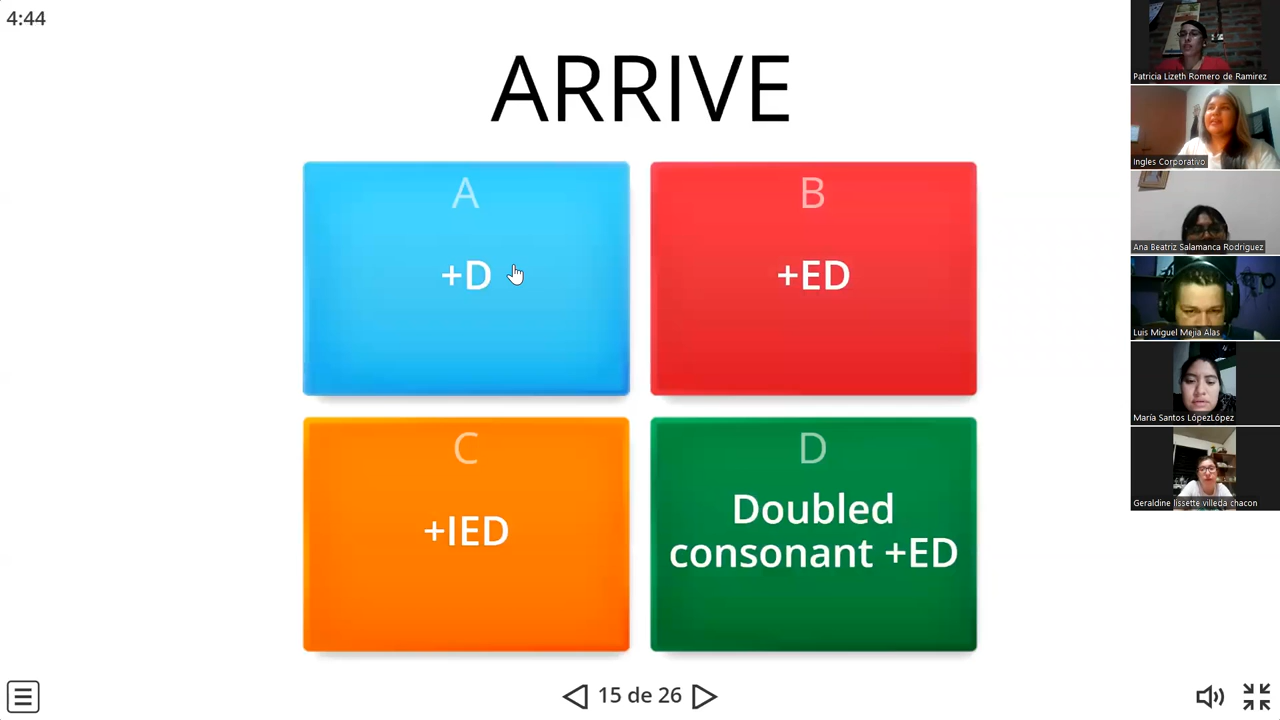 4:44
ARRIVE
A
+D
B
+ED
C
+IED
D
Doubled
consonant +ED
15 de 26
Patricia Lizeth Romero de Ramirez
Ingles Corporativo
Ana Beatriz Salamanca Rodriguez
Luis Miguel Mejia Alas
María Santos LópezLópez
Geraldine lissette villeda chacon